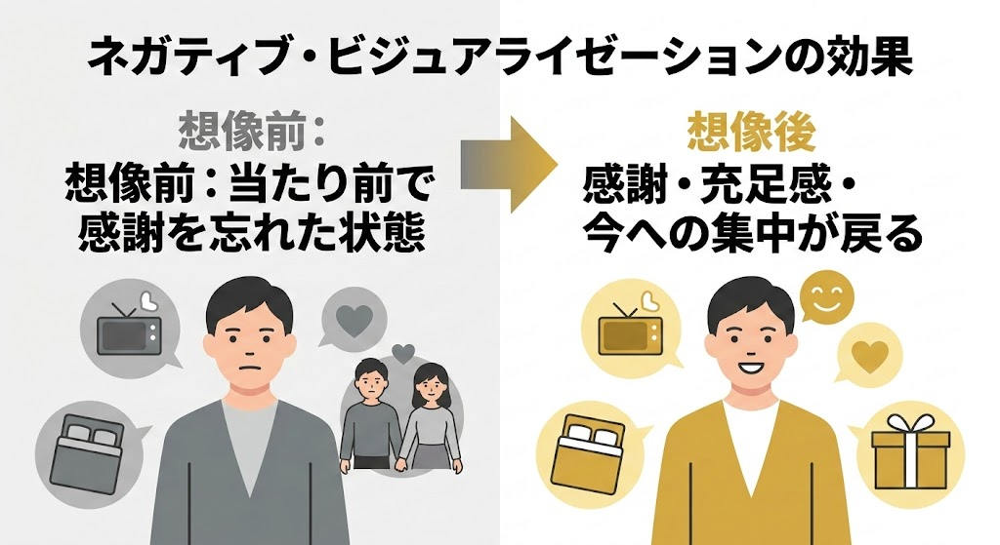 ネガティブ・ビジュアライゼーションの効果
想像前：
想像前：当たり前で
感謝を忘れた状態
想像後
感謝・充足感・
今への集中が戻る